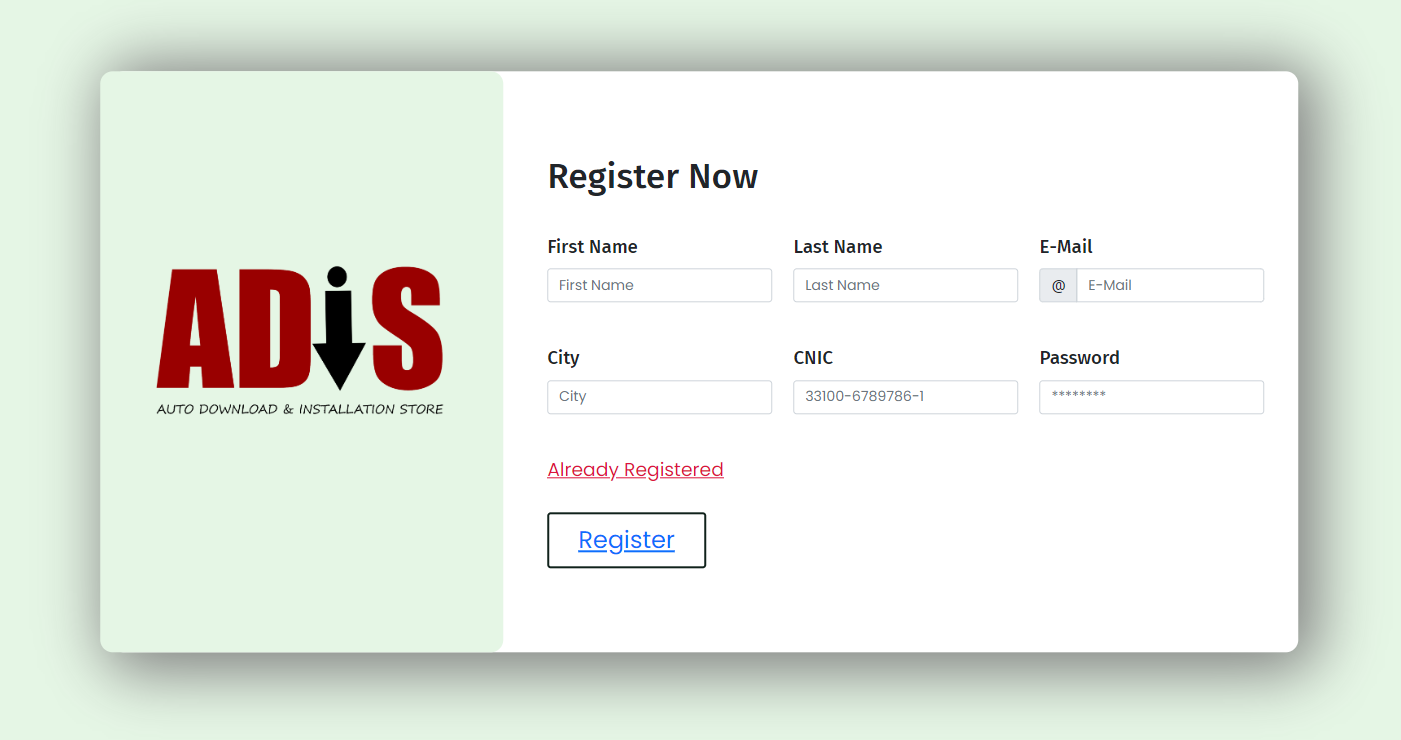 ADiS
AUTO DOWNLOAD & INSTALLATION STORE
Register Now
First Name Last Name E-Mail
First Name Last Name @ E-Mail
City CNIC Password
City 33100-6789786-1 ********
Already Registered
Register